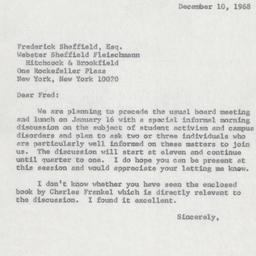 December 10, 1968
Frederick Sheffield, Esq.
Webster Sheffield Fleischmann
Hitchcock & Brookfield
One Rockefeller Plaza
New York, New York 10020
Dear Fred:
We are planning to precede the usual board meeting
and lunch on January 16 with a special informal morning
discussion on the subject of student activism and campus
disorders and plan to ask two or three individuals who
are particularly well informed on these matters to join
us. The discussion will start at eleven and continue
until quarter to one. I do hope you can be present at
this session and would appreciate your letting me know.
I don't know whether you have seen the enclosed
book by Charles Frankel which is directly relevant to
the discussion. I found it excellent.
Sincerely,